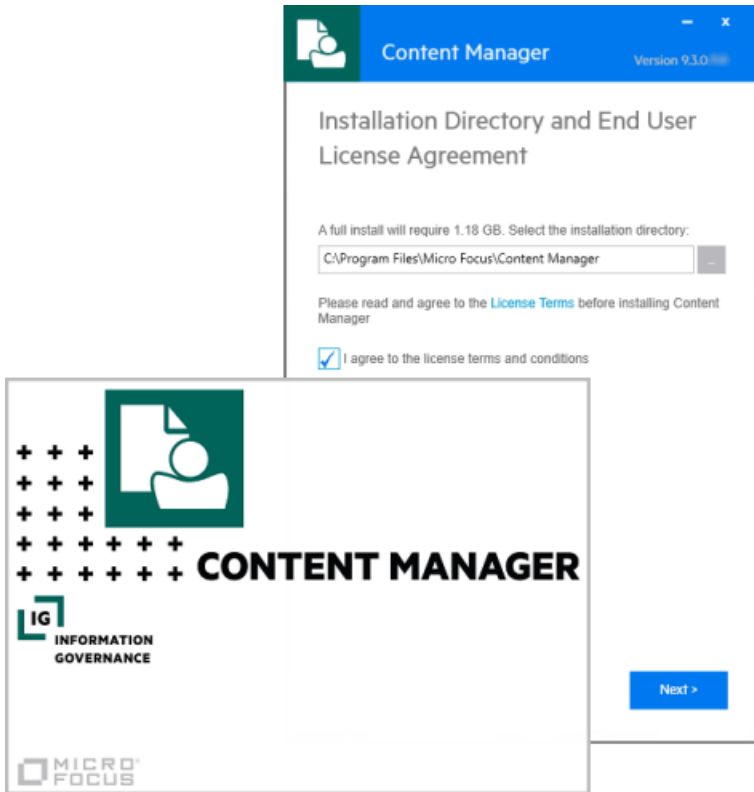 Content Manager
Version 9.3.0
Installation Directory and End User
License Agreement
A full install will require 1.18 GB. Select the installation directory:
C:\Program Files\Micro Focus\Content Manager
...
Please read and agree to the License Terms before installing Content
Manager
I agree to the license terms and conditions
CONTENT MANAGER
IG
INFORMATION
GOVERNANCE
Next >
MICRO
FOCUS